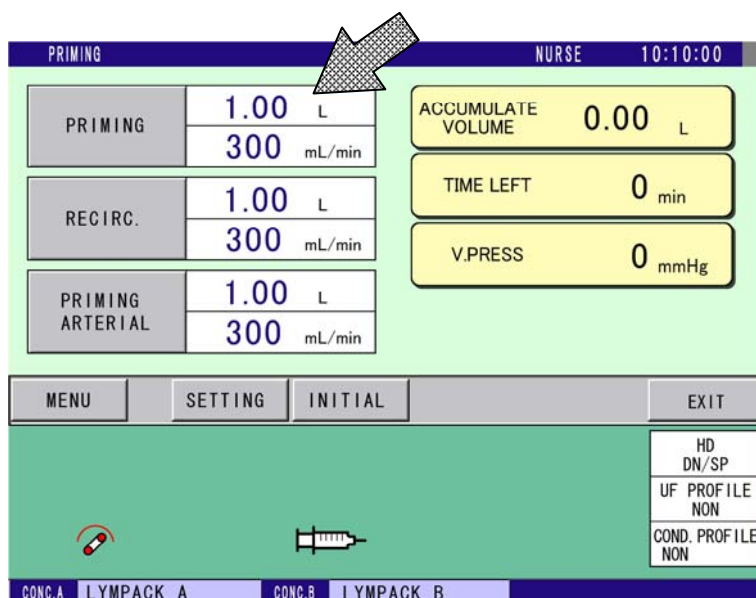 PRIMING NURSE 10:10:00
PRIMING
1.00 L
300 mL/min
RECIRC.
1.00 L
300 mL/min
PRIMING
ARTERIAL
1.00 L
300 mL/min
ACCUMULATE
VOLUME
0.00 L
TIME LEFT 0 min
V.PRESS 0 mmHg
MENU SETTING INITIAL EXIT
HD
DN/SP
UF PROFILE
NON
COND.PROFILE
NON
CONC.A LYMPACK A CONC.B LYMPACK B